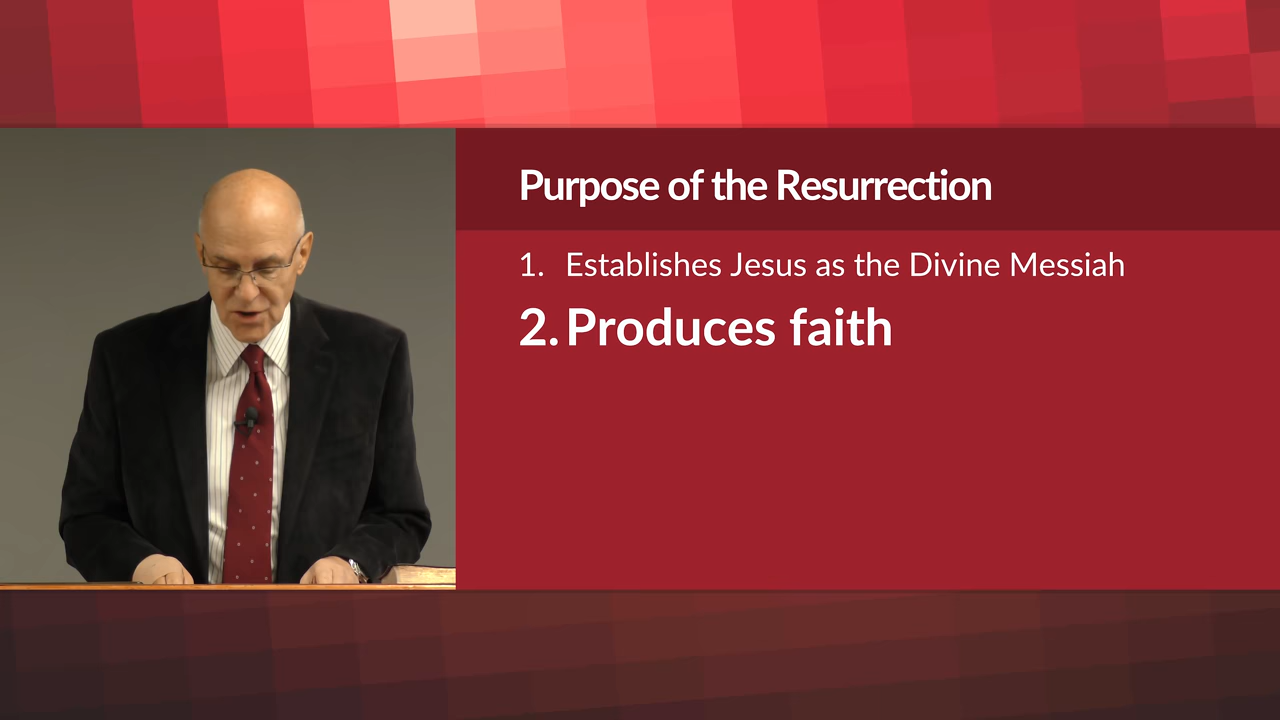 Purpose of the Resurrection
1. Establishes Jesus as the Divine Messiah
2. Produces faith